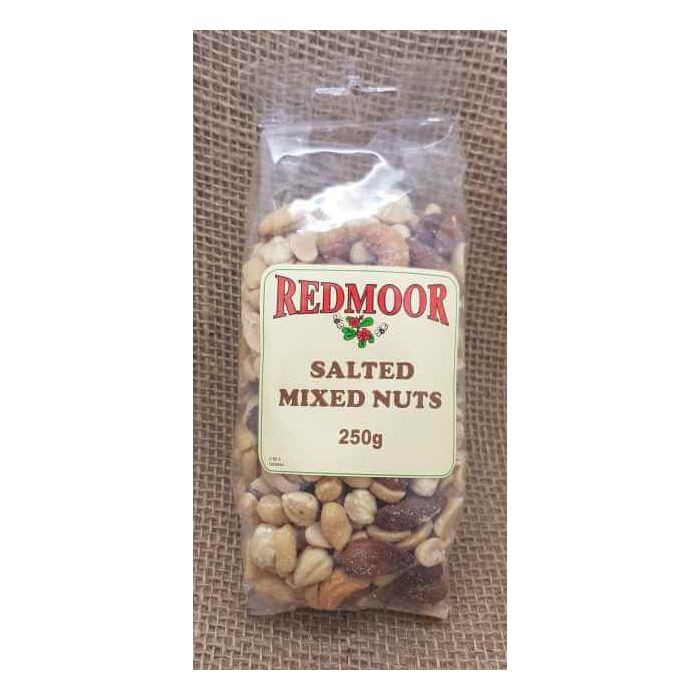 REDMOOR
SALTED
MIXED NUTS
250g